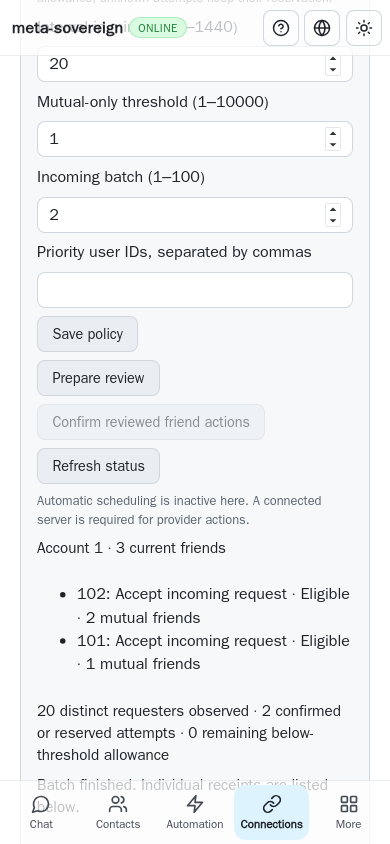 meta-sovereign ONLINE
–1440)
20
Mutual-only threshold (1–10000)
1
Incoming batch (1–100)
2
Priority user IDs, separated by commas
Save policy
Prepare review
Confirm reviewed friend actions
Refresh status
Automatic scheduling is inactive here. A connected
server is required for provider actions.
Account 1 · 3 current friends
• 102: Accept incoming request · Eligible
· 2 mutual friends
• 101: Accept incoming request · Eligible
· 1 mutual friends
20 distinct requesters observed · 2 confirmed
or reserved attempts · 0 remaining below-
threshold allowance
Batch finished. Individual receipts are listed
below.
Chat Contacts Automation Connections More